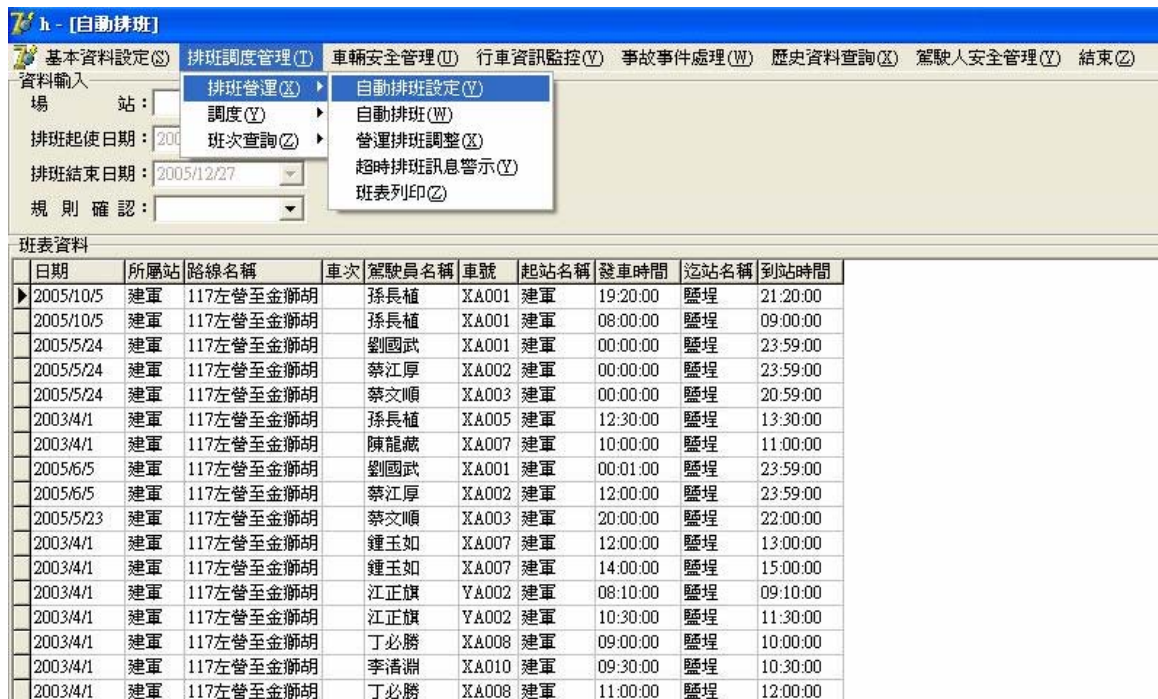 h - [自動排班]
基本資料設定(S) 排班調度管理(T) 車輛安全管理(U) 行車資訊監控(V) 事故事件處理(W) 歷史資料查詢(X) 駕駛人安全管理(Y) 結束(Z)
資料輸入
場 站：
排班營運(X)
調度(Y)
班次查詢(Z)
自動排班設定(V)
自動排班(W)
營運排班調整(X)
超時排班訊息警示(Y)
班表列印(Z)
排班起使日期： 200
排班結束日期： 2005/12/27
規 則 確 認：
班表資料
日期 所屬站 路線名稱 車次 駕駛員名稱 車號 起站名稱 發車時間 迄站名稱 到站時間
2005/10/5 建軍 117左營至金獅胡 孫長植 XA001 建軍 19:20:00 鹽埕 21:20:00
2005/10/5 建軍 117左營至金獅胡 孫長植 XA001 建軍 08:00:00 鹽埕 09:00:00
2005/5/24 建軍 117左營至金獅胡 劉國武 XA001 建軍 00:00:00 鹽埕 23:59:00
2005/5/24 建軍 117左營至金獅胡 蔡江厚 XA002 建軍 00:00:00 鹽埕 23:59:00
2005/5/24 建軍 117左營至金獅胡 蔡文順 XA003 建軍 00:00:00 鹽埕 20:59:00
2003/4/1 建軍 117左營至金獅胡 孫長植 XA005 建軍 12:30:00 鹽埕 13:30:00
2003/4/1 建軍 117左營至金獅胡 陳龍藏 XA007 建軍 10:00:00 鹽埕 11:00:00
2005/6/5 建軍 117左營至金獅胡 劉國武 XA001 建軍 00:01:00 鹽埕 23:59:00
2005/6/5 建軍 117左營至金獅胡 蔡江厚 XA002 建軍 12:00:00 鹽埕 23:59:00
2005/5/23 建軍 117左營至金獅胡 蔡文順 XA003 建軍 20:00:00 鹽埕 22:00:00
2003/4/1 建軍 117左營至金獅胡 鍾玉如 XA007 建軍 12:00:00 鹽埕 13:00:00
2003/4/1 建軍 117左營至金獅胡 鍾玉如 XA007 建軍 14:00:00 鹽埕 15:00:00
2003/4/1 建軍 117左營至金獅胡 江正旗 YA002 建軍 08:10:00 鹽埕 09:10:00
2003/4/1 建軍 117左營至金獅胡 江正旗 YA002 建軍 10:30:00 鹽埕 11:30:00
2003/4/1 建軍 117左營至金獅胡 丁必勝 XA008 建軍 09:00:00 鹽埕 10:00:00
2003/4/1 建軍 117左營至金獅胡 李清淵 XA010 建軍 09:30:00 鹽埕 10:30:00
2003/4/1 建軍 117左營至金獅胡 丁必勝 XA008 建軍 11:00:00 鹽埕 12:00:00